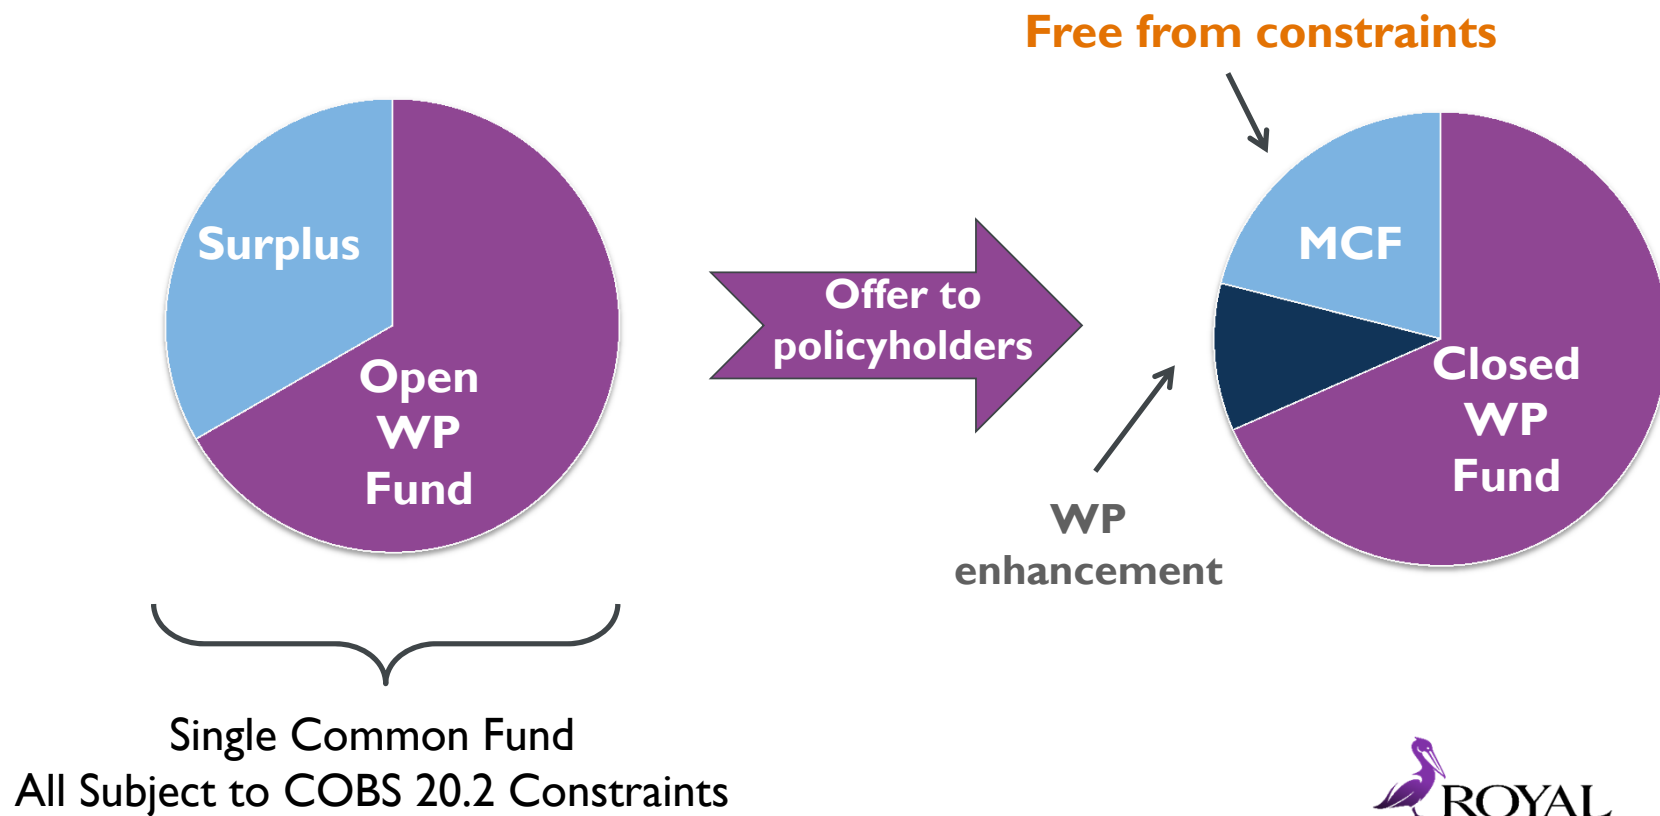 Free from constraints
Surplus
Open
WP
Fund
Offer to
policyholders
MCF
Closed
WP
Fund
WP
enhancement
Single Common Fund
All Subject to COBS 20.2 Constraints
ROYAL